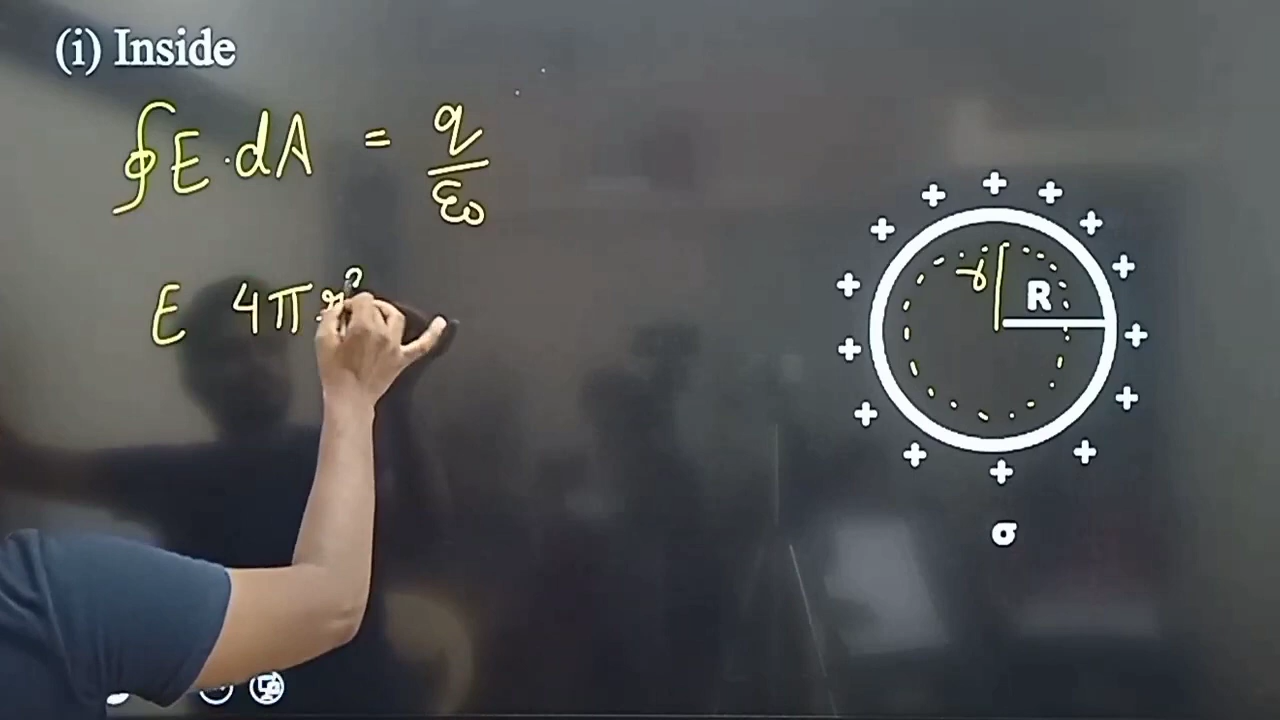 (i) Inside
∮E·dA = q/ε₀
E 4πr²
r
R
σ